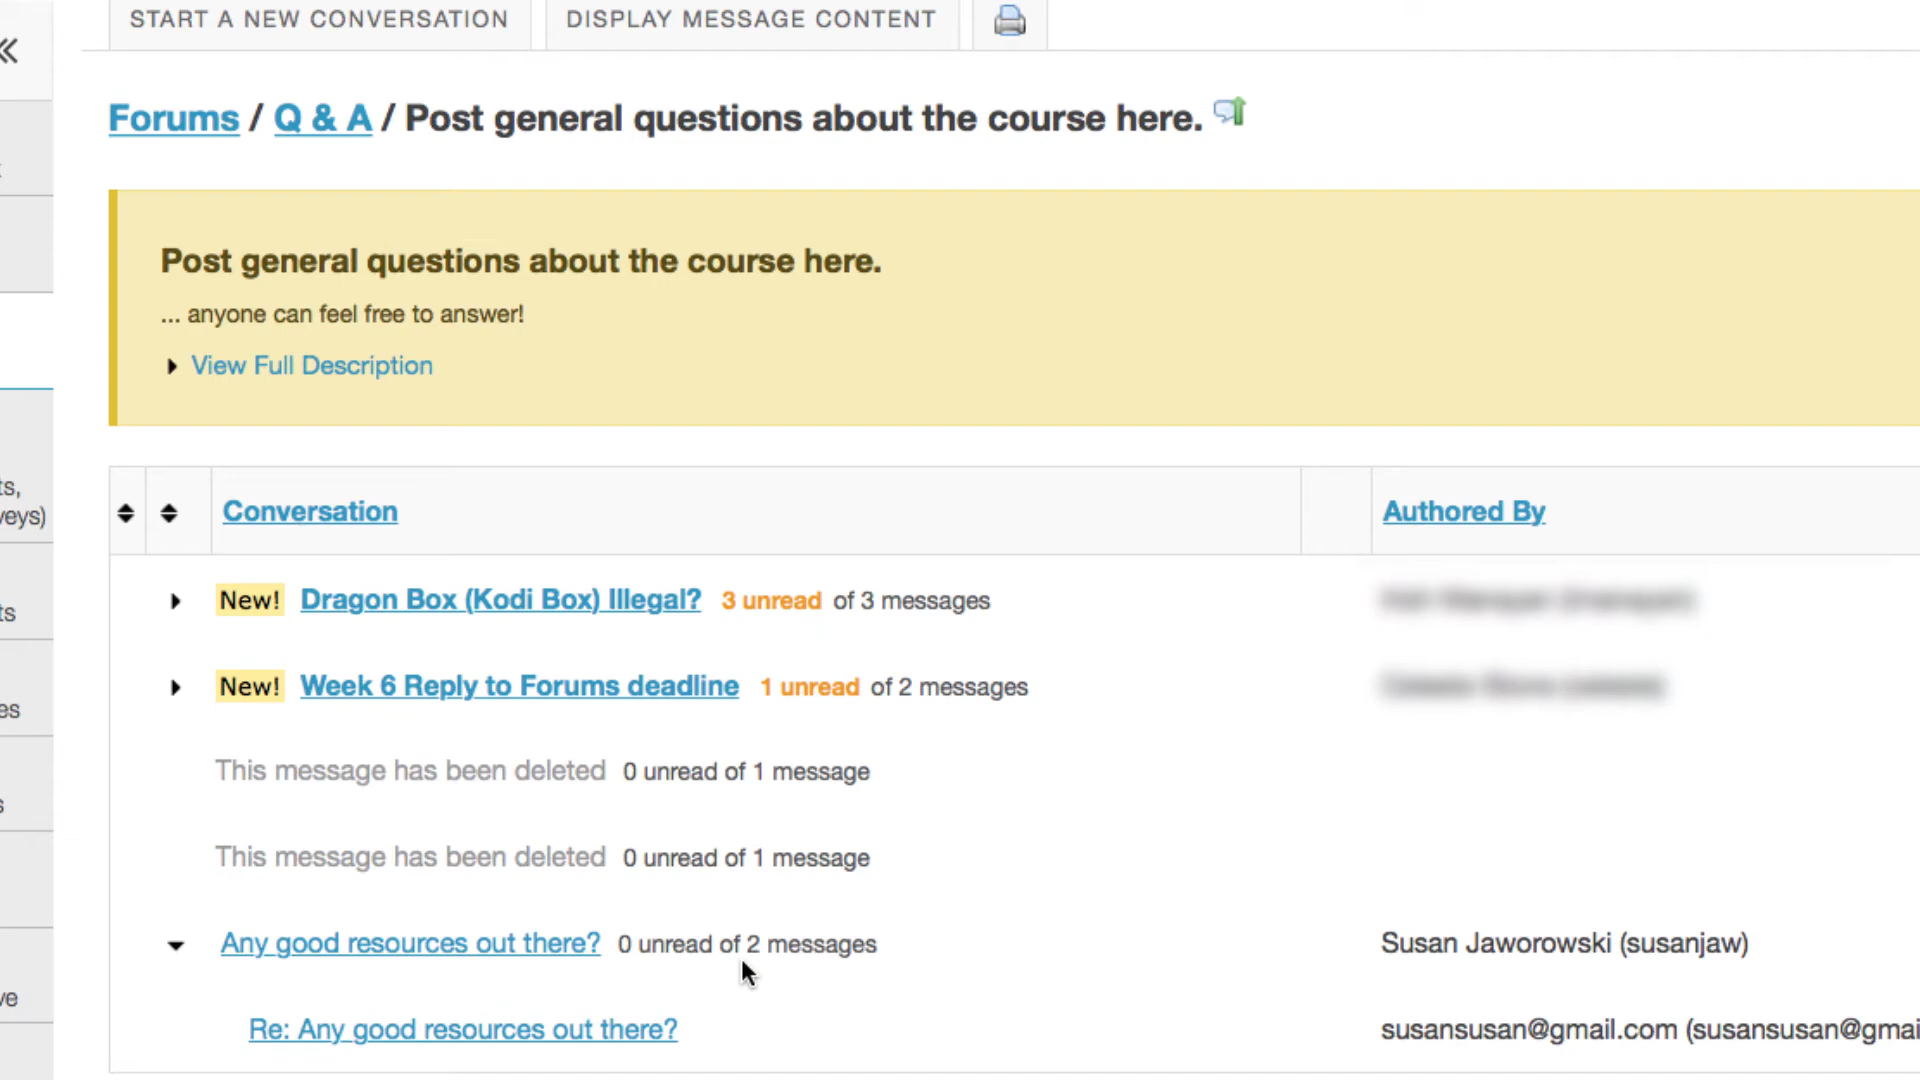 START A NEW CONVERSATION DISPLAY MESSAGE CONTENT
Forums / Q & A / Post general questions about the course here.
Post general questions about the course here.
... anyone can feel free to answer!
View Full Description
ts,
veys)
Conversation Authored By
New! Dragon Box (Kodi Box) Illegal? 3 unread of 3 messages
ts
New! Week 6 Reply to Forums deadline 1 unread of 2 messages
es
This message has been deleted 0 unread of 1 message
s
This message has been deleted 0 unread of 1 message
Any good resources out there? 0 unread of 2 messages Susan Jaworowski (susanjaw)
ve
Re: Any good resources out there? susansusan@gmail.com (susansusan@gmai